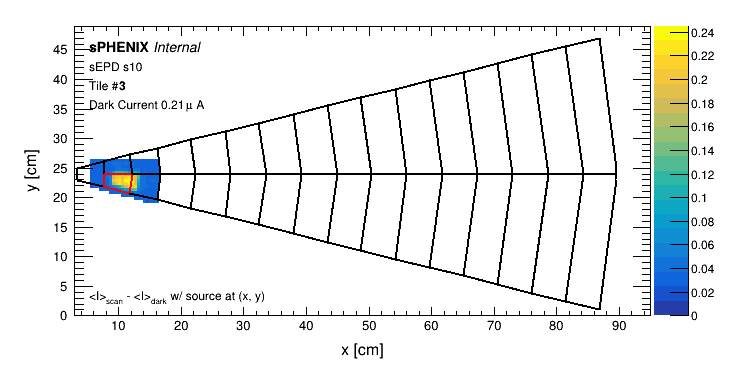 sPHENIX Internal
sEPD s10
Tile #3
Dark Current 0.21 μ A
<I>scan - <I>dark w/ source at (x, y)
y [cm]
45
40
35
30
25
20
15
10
5
0
10 20 30 40 50 60 70 80 90
x [cm]
0.24
0.22
0.2
0.18
0.16
0.14
0.12
0.1
0.08
0.06
0.04
0.02
0